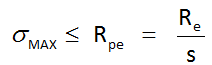 σMAX ≤ Rpe = Re / s